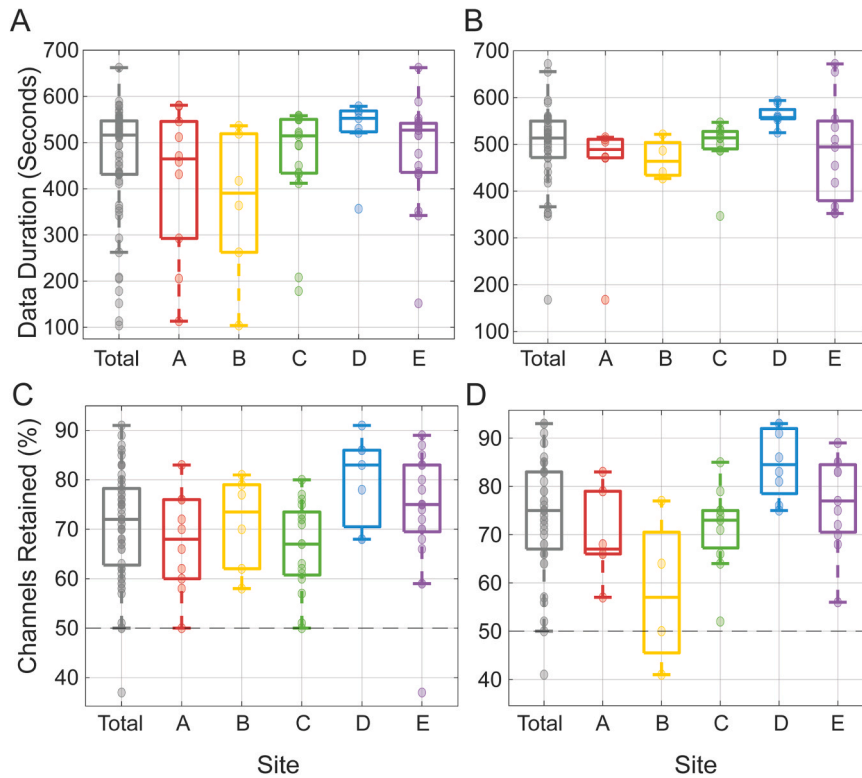 A
B
Data Duration (Seconds)
700
600
500
400
300
200
100
Total A B C D E
700
600
500
400
300
200
100
Total A B C D E
C
D
Channels Retained (%)
90
80
70
60
50
40
Total A B C D E
Site
90
80
70
60
50
40
Total A B C D E
Site